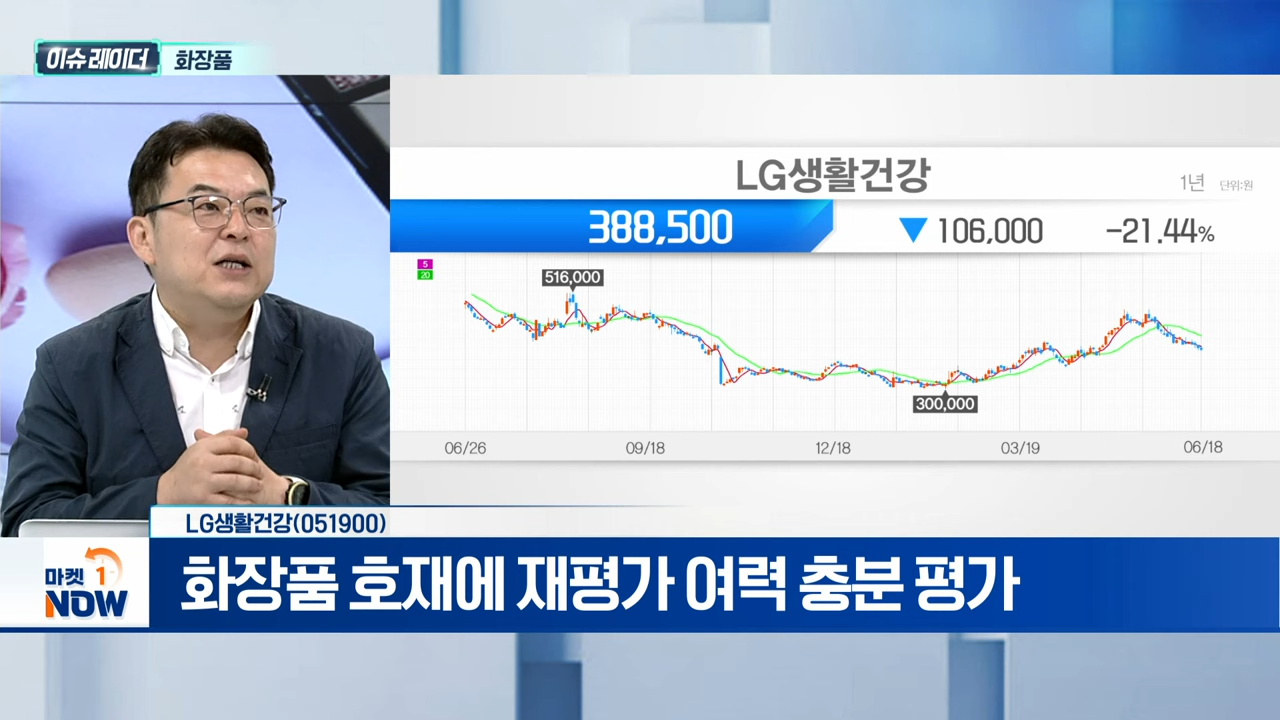 이슈 레이더 화장품
LG생활건강
1년 단위:원
388,500 ▼ 106,000 -21.44%
5
20
516,000
300,000
06/26 09/18 12/18 03/19 06/18
LG생활건강(051900)
마켓 1
NOW
화장품 호재에 재평가 여력 충분 평가